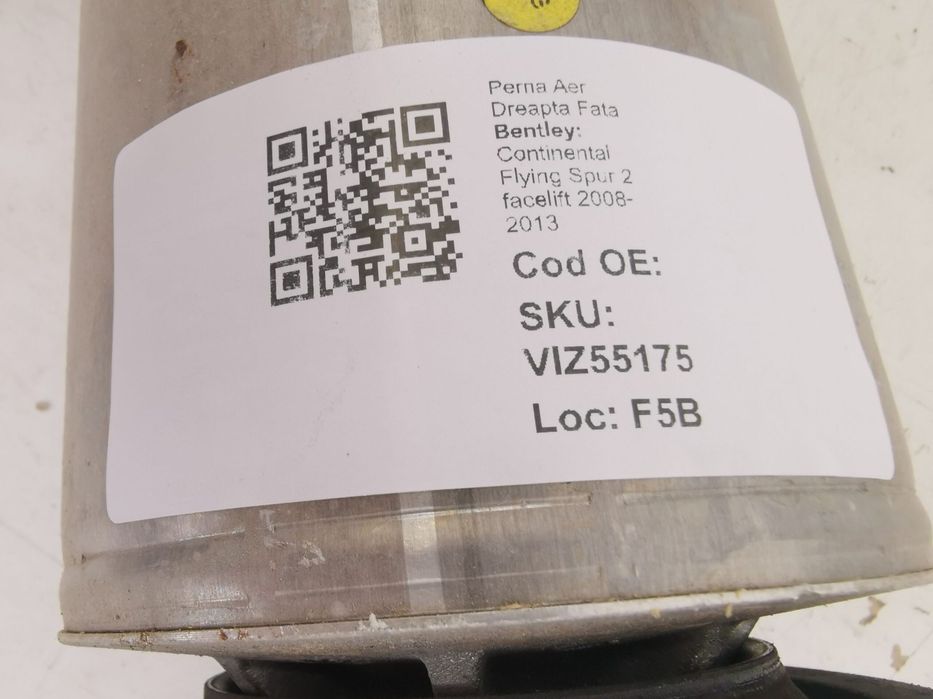 Perna Aer
Dreapta Fata
Bentley:
Continental
Flying Spur 2
facelift 2008-
2013
Cod OE:
SKU:
VIZ55175
Loc: F5B